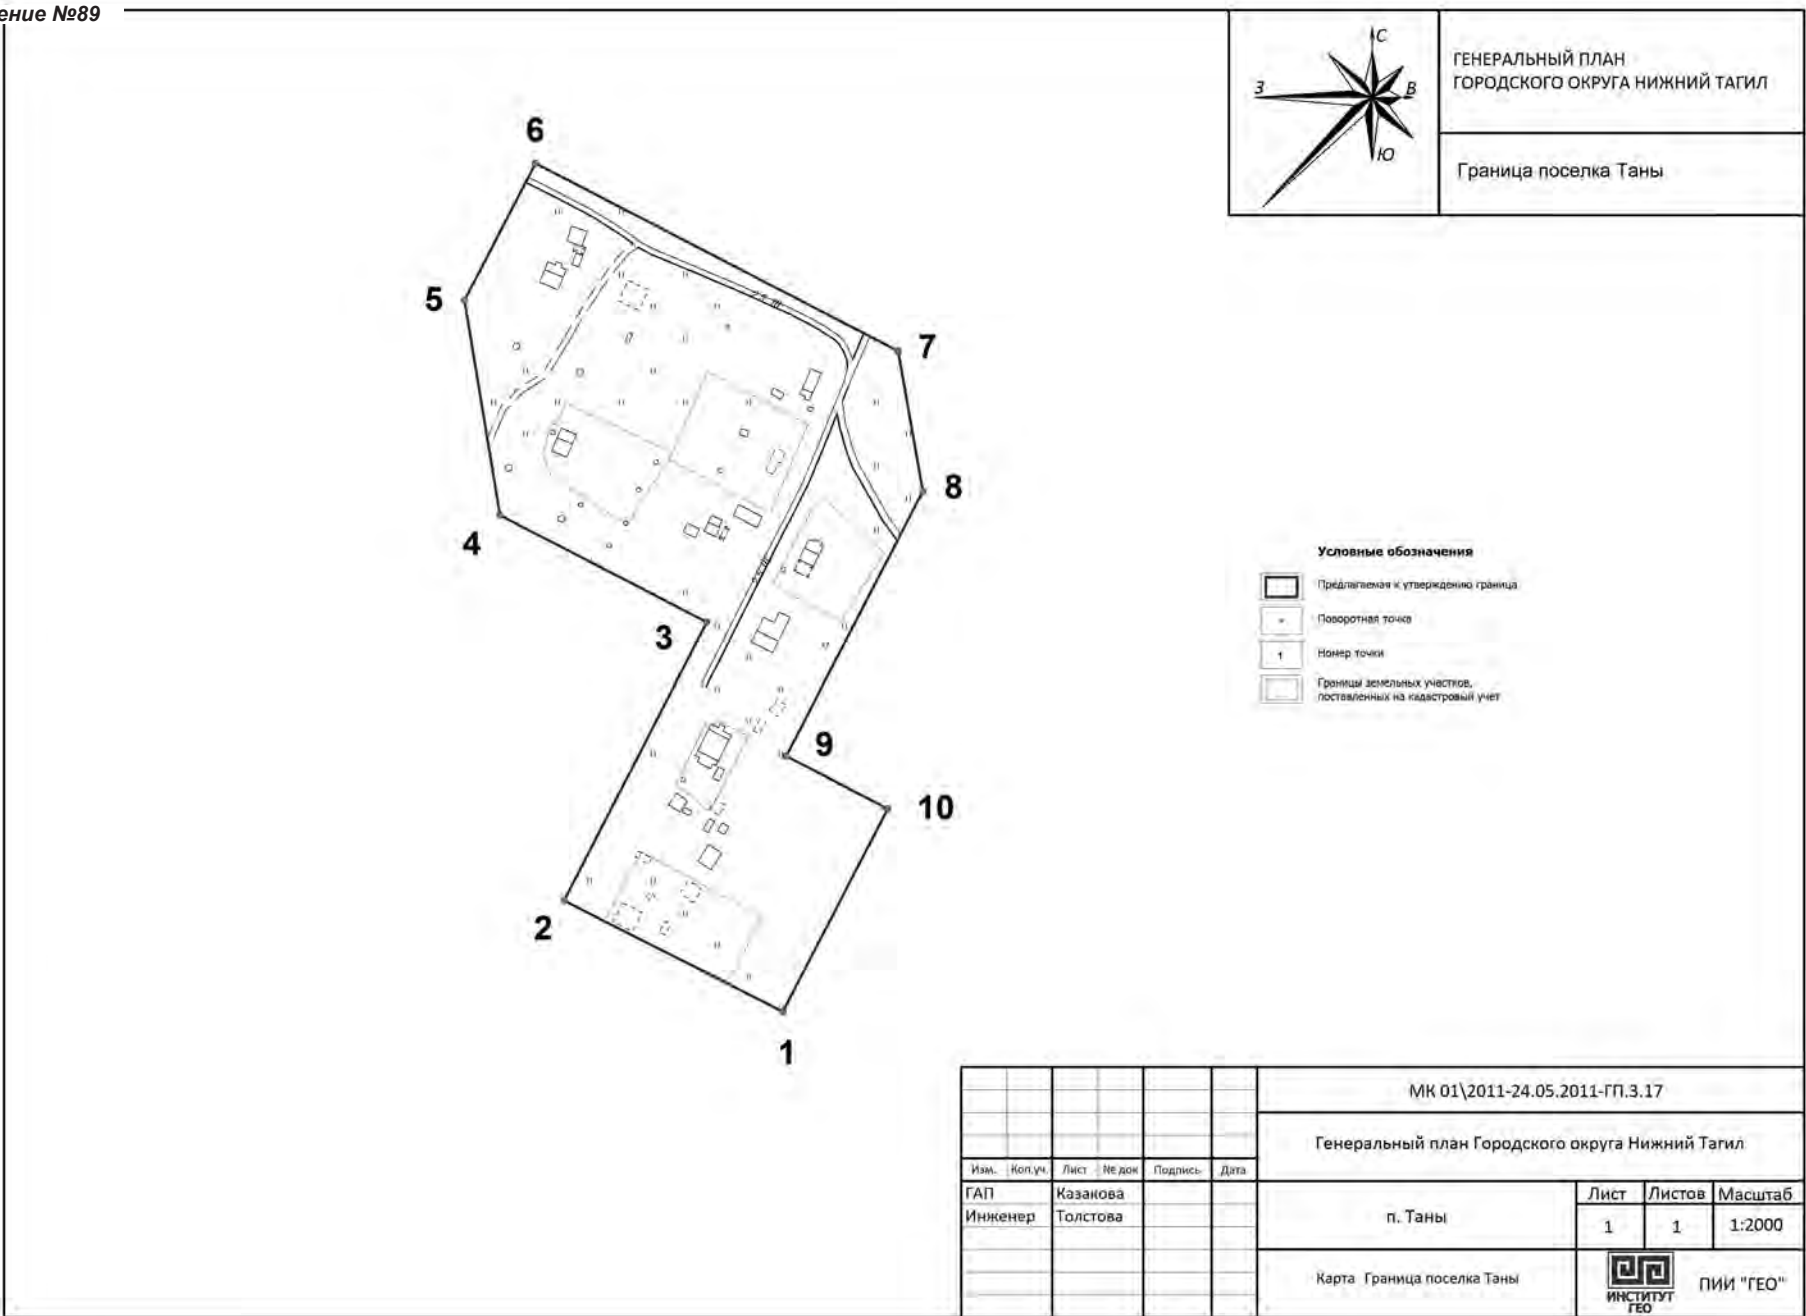 ение №89
С
З
В
Ю
ГЕНЕРАЛЬНЫЙ ПЛАН
ГОРОДСКОГО ОКРУГА НИЖНИЙ ТАГИЛ
Граница поселка Таны
6
5
7
8
4
3
9
10
2
1
Условные обозначения
Предлагаемая к утверждению граница
Поворотная точка
1 Номер точки
Границы земельных участков,
поставленных на кадастровый учет
МК 01\2011-24.05.2011-ГП.3.17
Генеральный план Городского округа Нижний Тагил
Изм. Кол.уч. Лист № док Подпись Дата
ГАП Казакова
Инженер Толстова
п. Таны
Лист Листов Масштаб
1 1 1:2000
Карта Граница поселка Таны
ИНСТИТУТ
ГЕО
ПИИ "ГЕО"